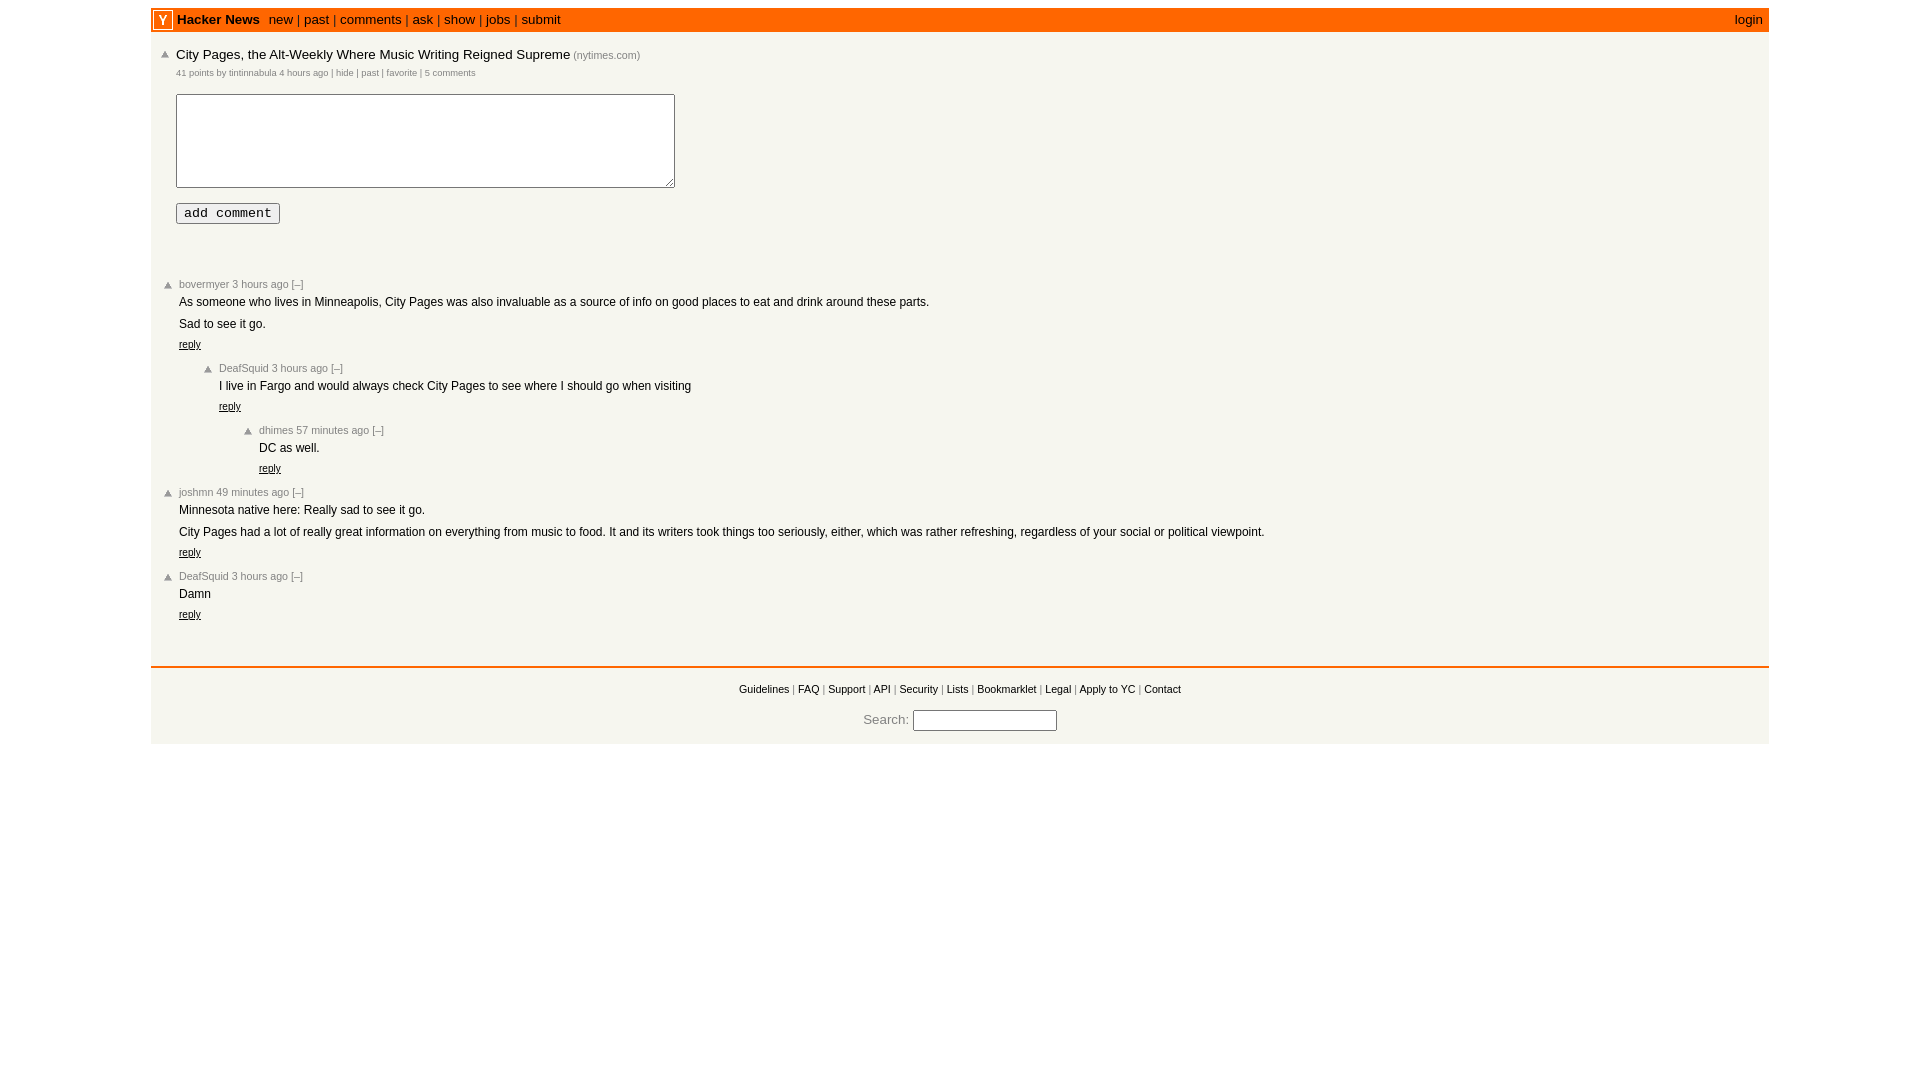 Y Hacker News new | past | comments | ask | show | jobs | submit login
City Pages, the Alt-Weekly Where Music Writing Reigned Supreme (nytimes.com)
41 points by tintinnabula 4 hours ago | hide | past | favorite | 5 comments
add comment
bovermyer 3 hours ago [–]
As someone who lives in Minneapolis, City Pages was also invaluable as a source of info on good places to eat and drink around these parts.
Sad to see it go.
reply
DeafSquid 3 hours ago [–]
I live in Fargo and would always check City Pages to see where I should go when visiting
reply
dhimes 57 minutes ago [–]
DC as well.
reply
joshmn 49 minutes ago [–]
Minnesota native here: Really sad to see it go.
City Pages had a lot of really great information on everything from music to food. It and its writers took things too seriously, either, which was rather refreshing, regardless of your social or political viewpoint.
reply
DeafSquid 3 hours ago [–]
Damn
reply
Guidelines | FAQ | Support | API | Security | Lists | Bookmarklet | Legal | Apply to YC | Contact
Search: